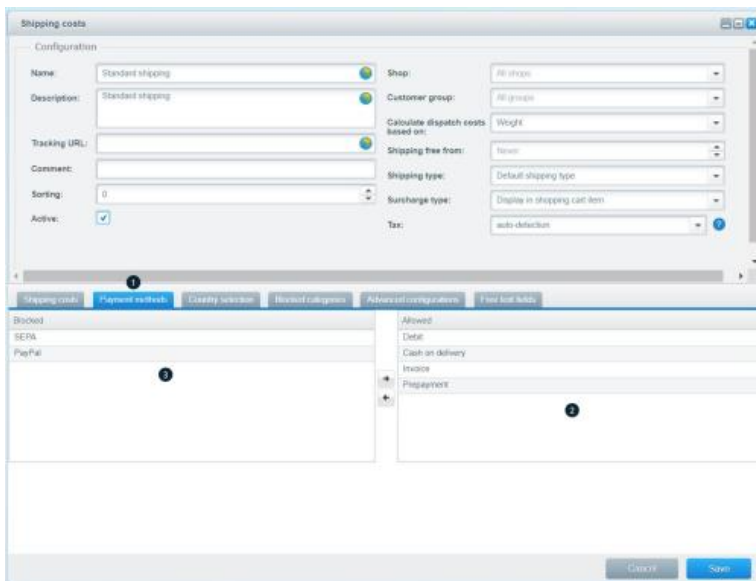 Shipping costs
Configuration
Name:
Standard shipping
Description:
Standard shipping
Tracking URL:
Comment:
Sorting:
0
Active:
Shop:
All shops
Customer group:
All groups
Calculate dispatch costs
based on:
Weight
Shipping free from:
Never
Shipping type:
Default shipping type
Surcharge type:
Display in shopping cart item
Tax:
auto-detection
?
1
Shipping costs
Payment methods
Country selection
Blocked categories
Advanced configurations
Free text fields
Blocked
SEPA
PayPal
3
Allowed
Debit
Cash on delivery
Invoice
Prepayment
2
Cancel
Save